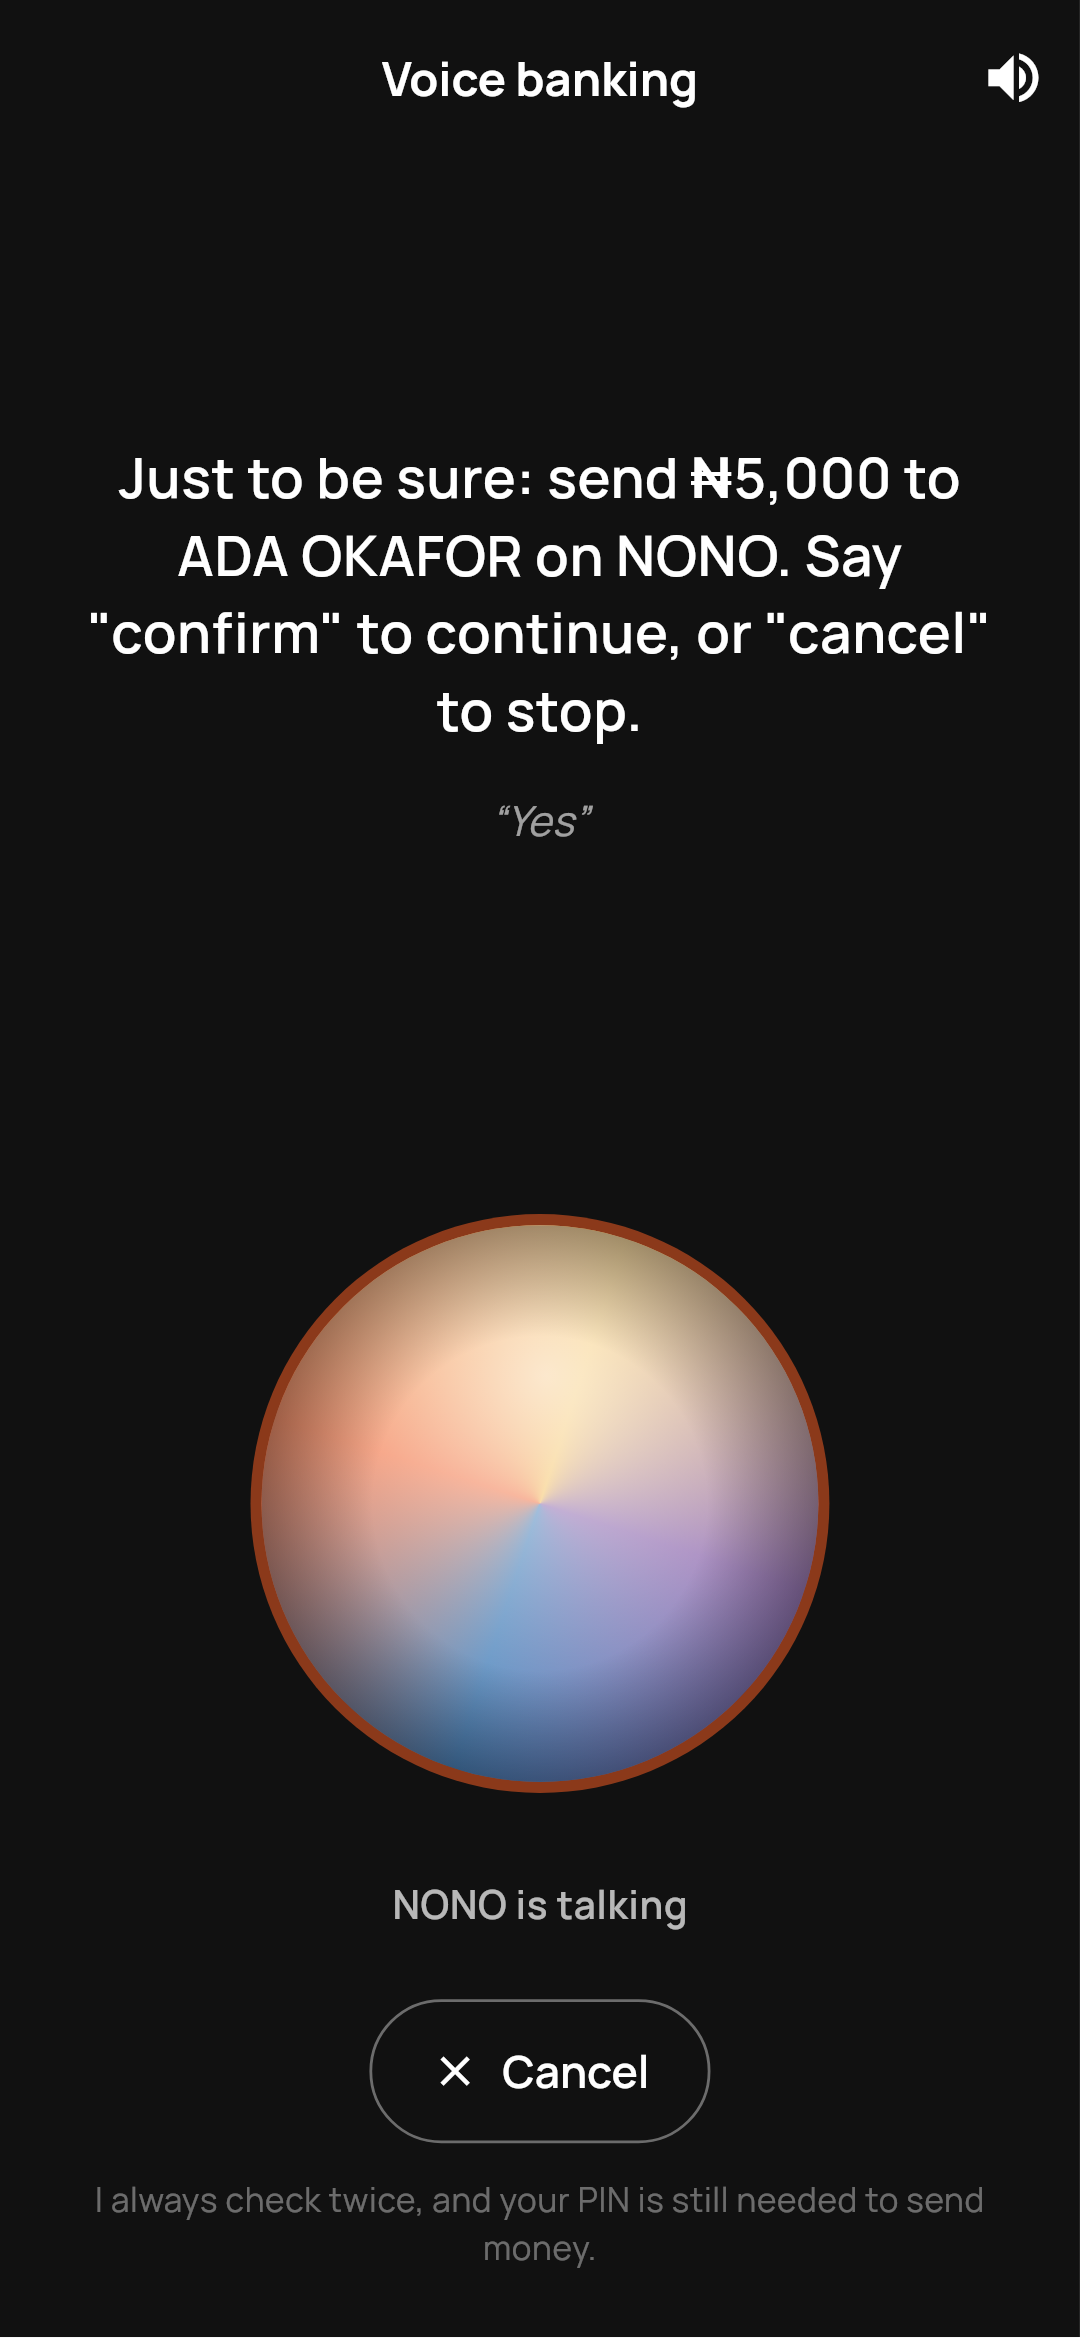 Voice banking
Just to be sure: send ₦5,000 to
ADA OKAFOR on NONO. Say
"confirm" to continue, or "cancel"
to stop.
“Yes”
NONO is talking
Cancel
I always check twice, and your PIN is still needed to send
money.